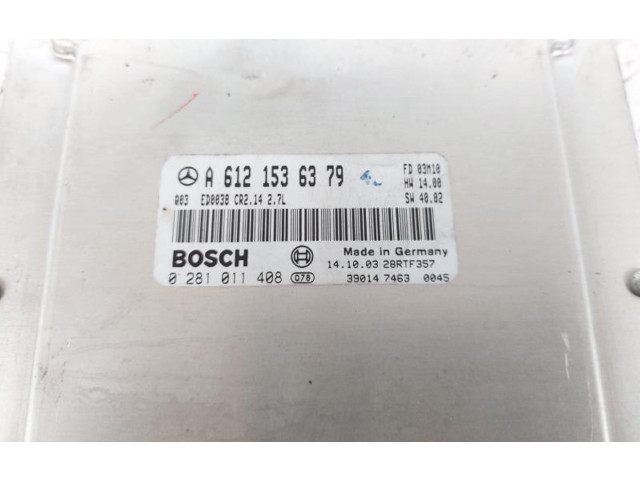 A 612 153 63 79
FD 03M10
HW 14.00
Q03 ED0038 CR2.14 2.7L
SW 40.02
BOSCH
Made in Germany
14.10.03 28RTF357
0 281 011 408 078
39014 7463 0045